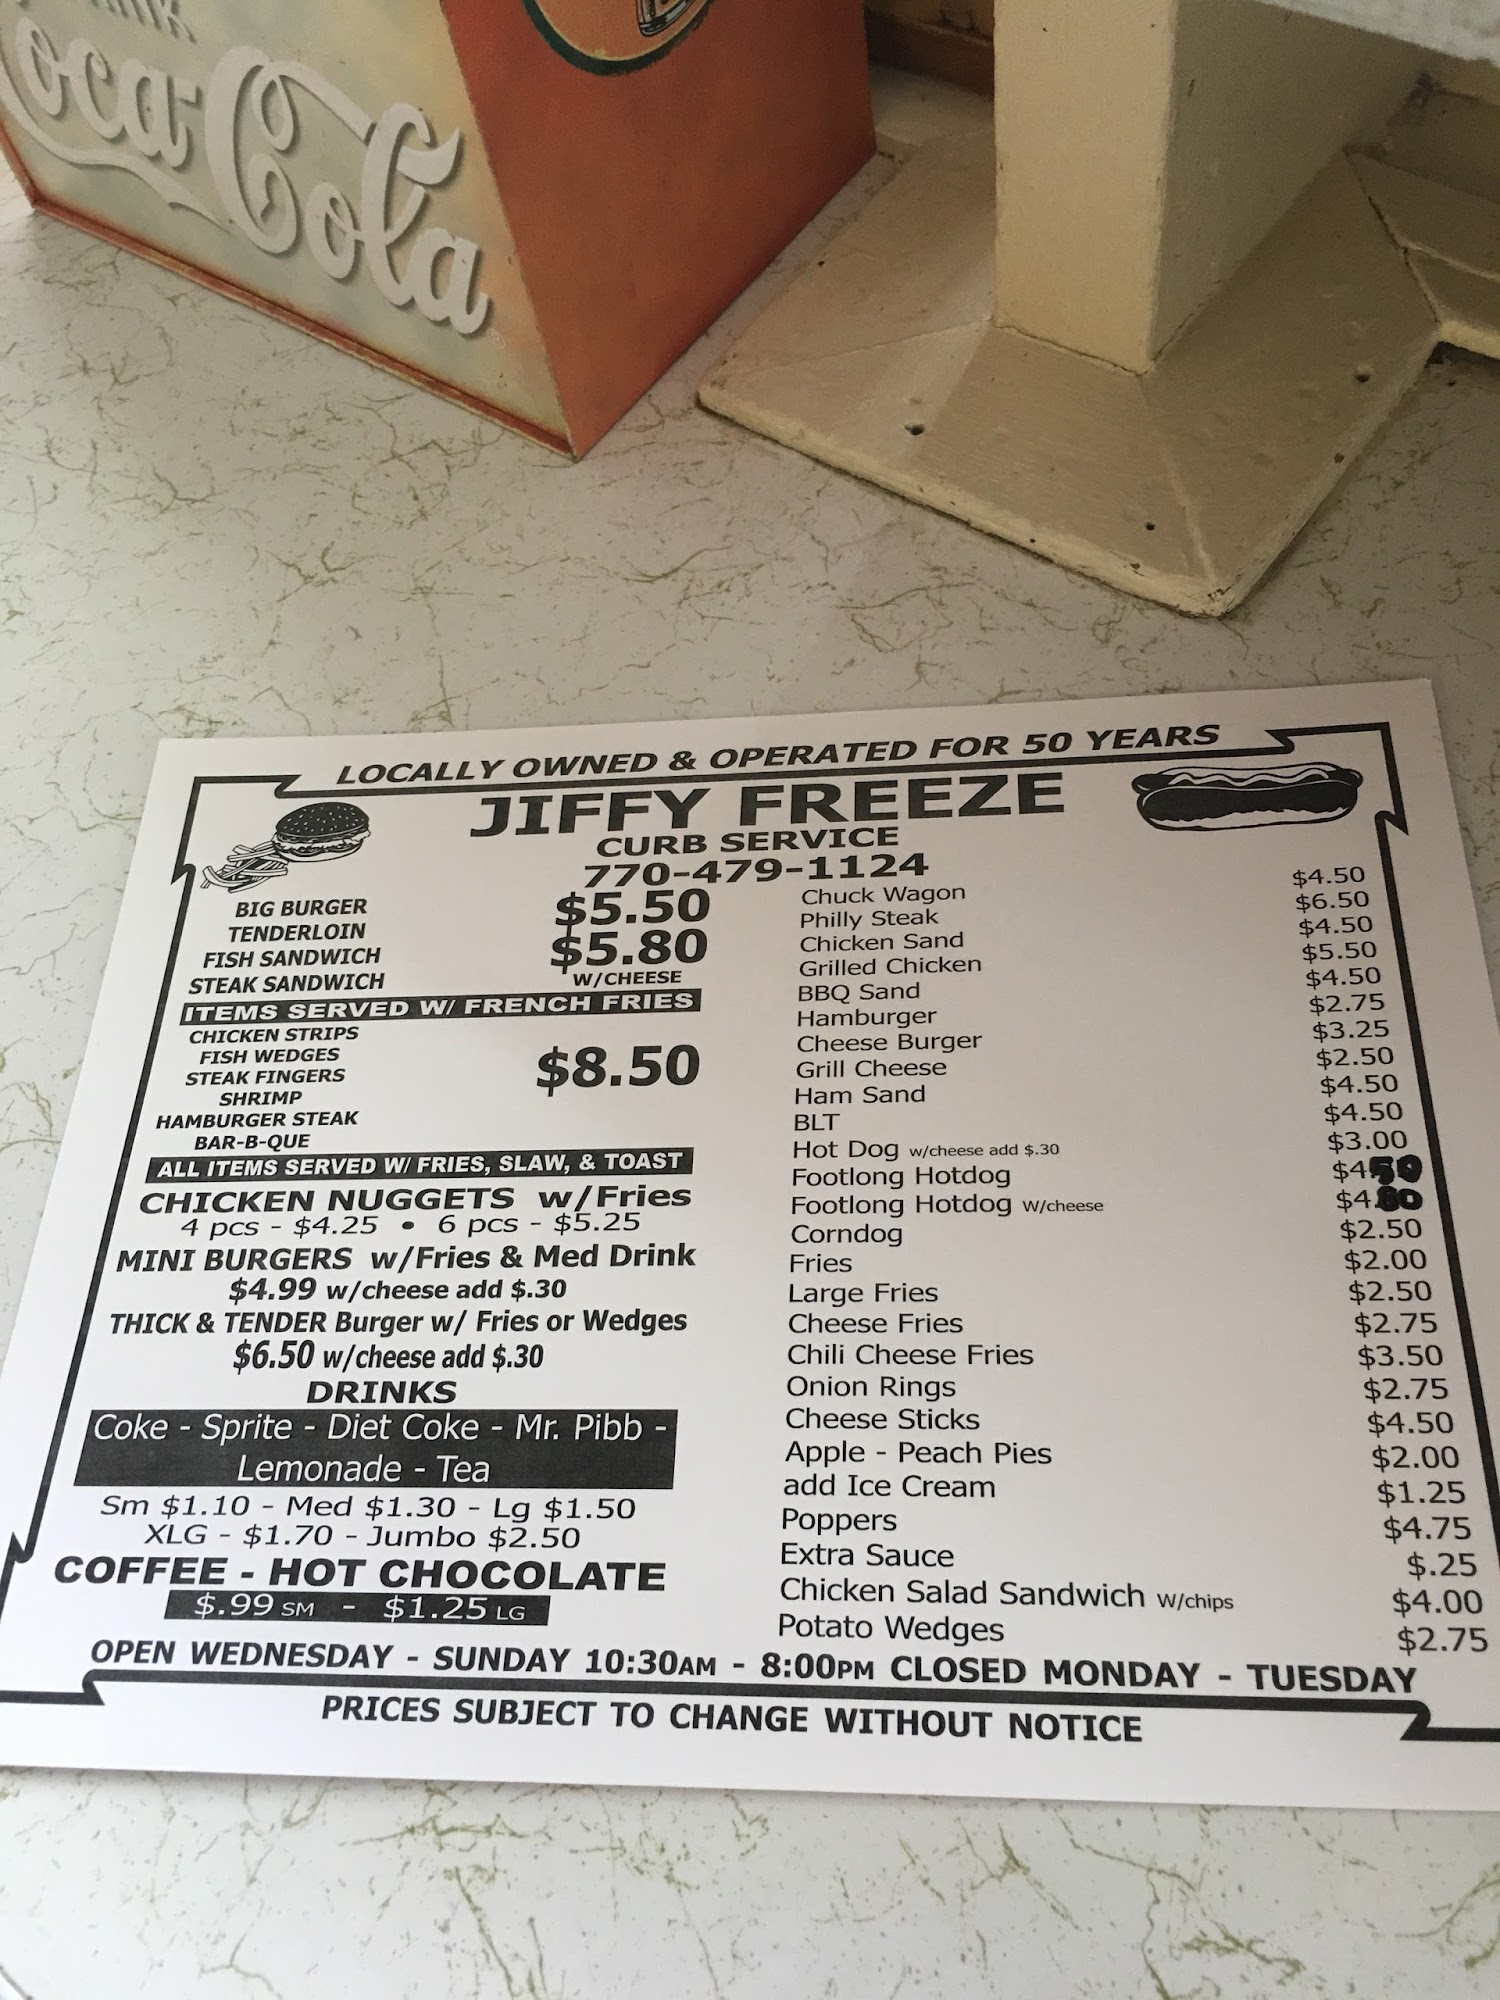 Coca-Cola
LOCALLY OWNED & OPERATED FOR 50 YEARS
JIFFY FREEZE
CURB SERVICE
770-479-1124
BIG BURGER
TENDERLOIN
FISH SANDWICH
STEAK SANDWICH
$5.50
$5.80
W/CHEESE
ITEMS SERVED W/ FRENCH FRIES
CHICKEN STRIPS
FISH WEDGES
STEAK FINGERS
SHRIMP
HAMBURGER STEAK
BAR-B-QUE
$8.50
ALL ITEMS SERVED W/ FRIES, SLAW, & TOAST
CHICKEN NUGGETS w/Fries
4 pcs - $4.25 • 6 pcs - $5.25
MINI BURGERS w/Fries & Med Drink
$4.99 w/cheese add $.30
THICK & TENDER Burger w/ Fries or Wedges
$6.50 w/cheese add $.30
DRINKS
Coke - Sprite - Diet Coke - Mr. Pibb -
Lemonade - Tea
Sm $1.10 - Med $1.30 - Lg $1.50
XLG - $1.70 - Jumbo $2.50
COFFEE - HOT CHOCOLATE
$.99 SM - $1.25 LG
Chuck Wagon $4.50
Philly Steak $6.50
Chicken Sand $4.50
Grilled Chicken $5.50
BBQ Sand $4.50
Hamburger $2.75
Cheese Burger $3.25
Grill Cheese $2.50
Ham Sand $4.50
BLT $4.50
Hot Dog w/cheese add $.30 $3.00
Footlong Hotdog $4.50
Footlong Hotdog W/cheese $4.80
Corndog $2.50
Fries $2.00
Large Fries $2.50
Cheese Fries $2.75
Chili Cheese Fries $3.50
Onion Rings $2.75
Cheese Sticks $4.50
Apple - Peach Pies $2.00
add Ice Cream $1.25
Poppers $4.75
Extra Sauce $.25
Chicken Salad Sandwich W/chips $4.00
Potato Wedges $2.75
OPEN WEDNESDAY - SUNDAY 10:30AM - 8:00PM CLOSED MONDAY - TUESDAY
PRICES SUBJECT TO CHANGE WITHOUT NOTICE